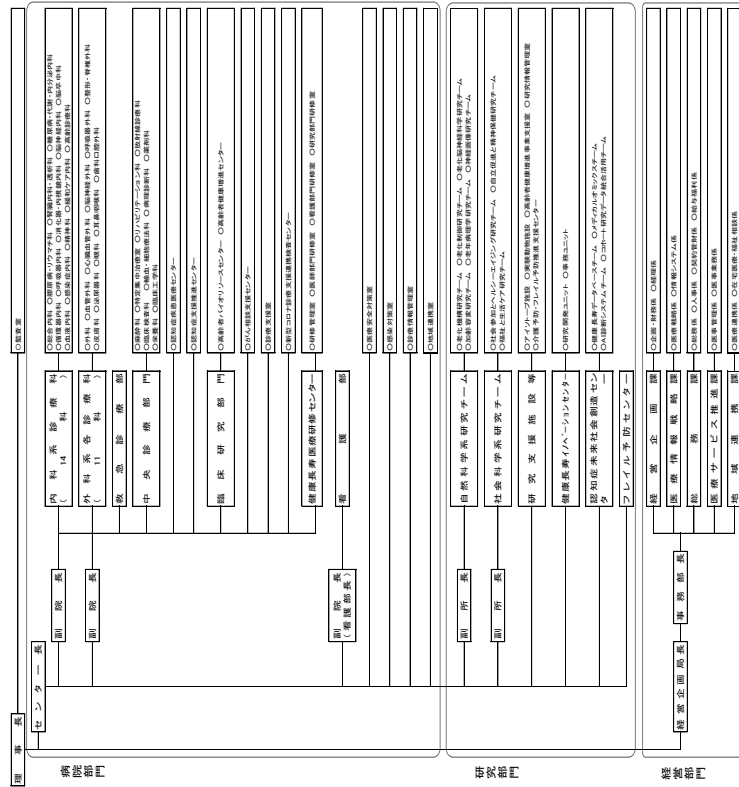 理事長
○監査室
病院部門
センター長
副院長
内科系診療科
(14科)
○総合内科 ○膠原病・リウマチ科 ○腎臓内科・透析科 ○糖尿病・代謝・内分泌内科
○循環器内科 ○呼吸器内科 ○消化器・内視鏡内科 ○脳神経内科 ○脳卒中科
○血液内科 ○感染症内科 ○精神科 ○緩和ケア内科 ○高齢診療科
副院長
外科系各診療科
(11科)
○外科 ○血管外科 ○心臓血管外科 ○脳神経外科 ○呼吸器外科 ○整形・脊椎外科
○皮膚科 ○泌尿器科 ○眼科 ○耳鼻咽喉科 ○歯科口腔外科
救急診療部
中央診療部門
○麻酔科 ○特定集中治療室 ○リハビリテーション科 ○放射線診療科
○臨床検査科 ○輸血・細胞療法科 ○病理診断科 ○薬剤科
○栄養科 ○臨床工学科
○認知症疾患医療センター
○認知症支援推進センター
臨床研究部門
○高齢者バイオリソースセンター ○高齢者健康増進センター
○がん相談支援センター
○診療支援室
○新型コロナ診療支援連携検査センター
健康長寿医療研修センター
○研修管理室 ○医師部門研修室 ○看護部門研修室 ○研究部門研修室
副院長
(看護部長)
看護部
○医療安全対策室
○感染対策室
○診療情報管理室
○地域連携室
研究部門
副所長
自然科学系研究チーム
○老化機構研究チーム ○老化制御研究チーム ○老化脳神経科学研究チーム
○加齢変容研究チーム ○老年病理学研究チーム ○神経画像研究チーム
副所長
社会科学系研究チーム
○社会参加とヘルシーエイジング研究チーム ○自立促進と精神保健研究チーム
○福祉と生活ケア研究チーム
研究支援施設等
○アイソトープ施設 ○実験動物施設 ○高齢者健康増進事業支援室 ○研究情報管理室
○介護予防・フレイル予防推進支援センター
健康長寿イノベーションセンター
○研究開発ユニット ○事務ユニット
認知症未来社会創造センター
○健康長寿データベースチーム ○メディカルオミックスチーム
○AI診断システムチーム ○コホート研究データ統合活用チーム
フレイル予防センター
経営部門
経営企画局長
事務部長
経営企画課
○企画・財務係 ○経理係
医療情報戦略課
○医療戦略係 ○情報システム係
総務課
○総務係 ○人事係 ○契約管財係 ○給与福利係
医療サービス推進課
○医事管理係 ○医事業務係
地域連携課
○医療連携係 ○在宅医療・福祉相談係